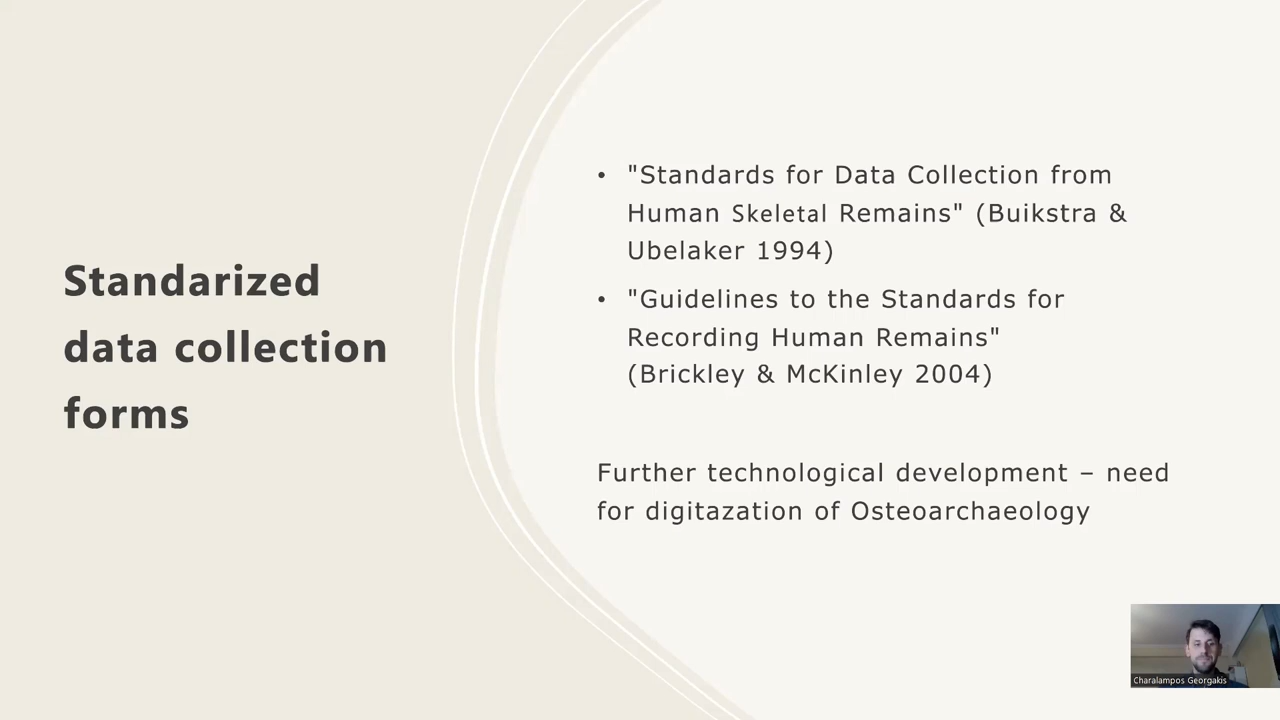 Standarized
data collection
forms
• "Standards for Data Collection from
Human Skeletal Remains" (Buikstra &
Ubelaker 1994)
• "Guidelines to the Standards for
Recording Human Remains"
(Brickley & McKinley 2004)
Further technological development – need
for digitazation of Osteoarchaeology
Charalampos Georgakis